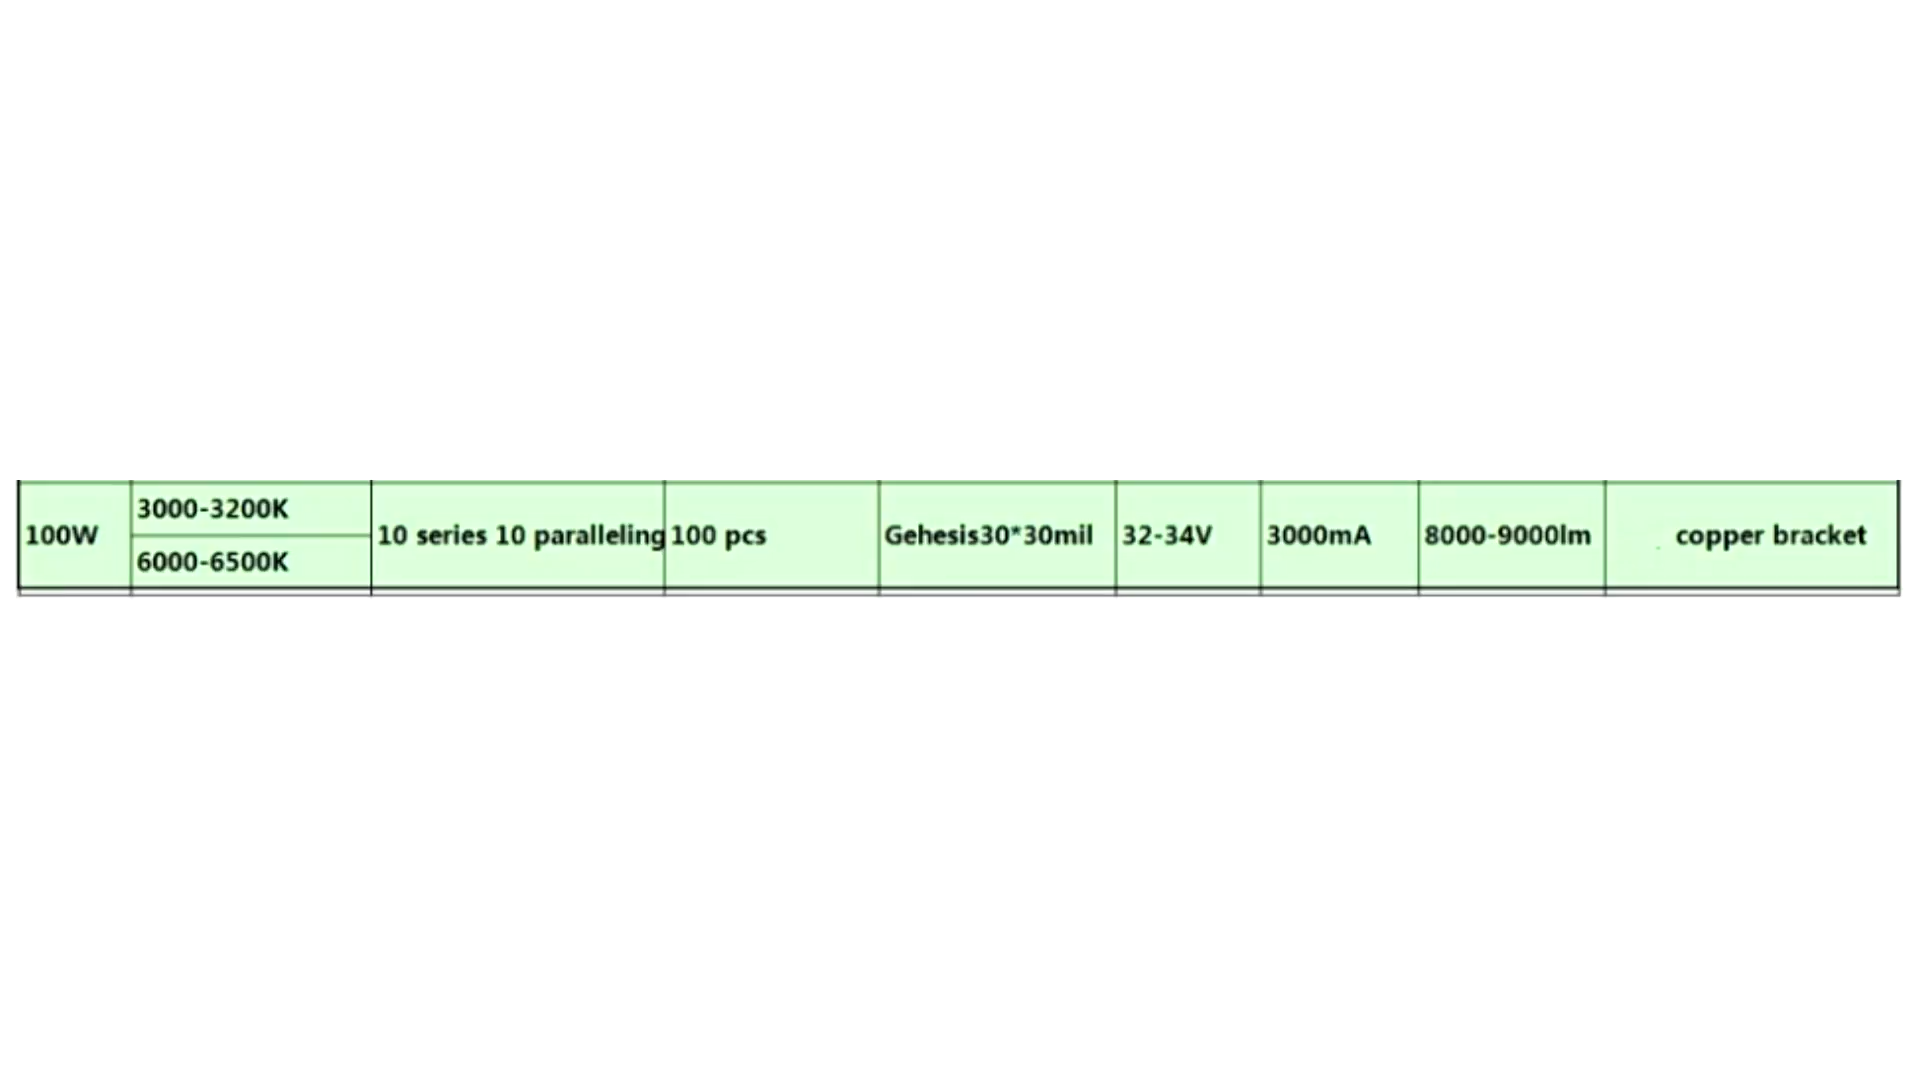 100W
3000-3200K
6000-6500K
10 series 10 paralleling
100 pcs
Gehesis30*30mil
32-34V
3000mA
8000-9000lm
copper bracket